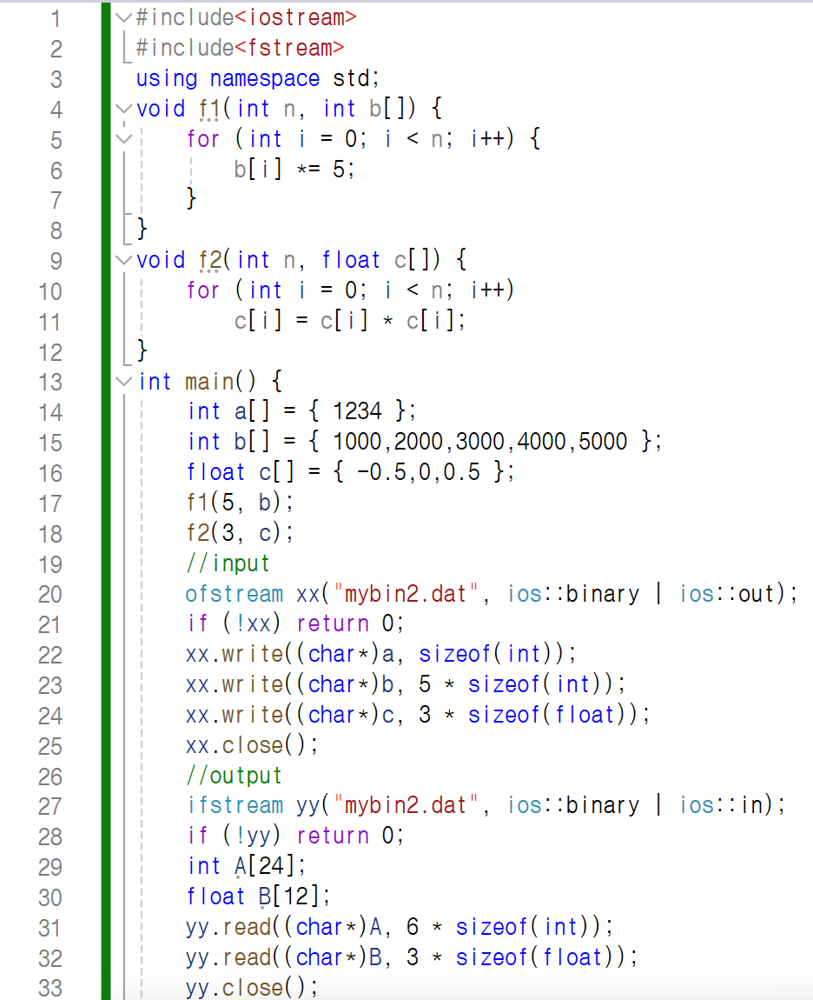 1 #include<iostream>
2 #include<fstream>
3 using namespace std;
4 void f1(int n, int b[]) {
5 for (int i = 0; i < n; i++) {
6 b[i] *= 5;
7 }
8 }
9 void f2(int n, float c[]) {
10 for (int i = 0; i < n; i++)
11 c[i] = c[i] * c[i];
12 }
13 int main() {
14 int a[] = { 1234 };
15 int b[] = { 1000,2000,3000,4000,5000 };
16 float c[] = { -0.5,0,0.5 };
17 f1(5, b);
18 f2(3, c);
19 //input
20 ofstream xx("mybin2.dat", ios::binary | ios::out);
21 if (!xx) return 0;
22 xx.write((char*)a, sizeof(int));
23 xx.write((char*)b, 5 * sizeof(int));
24 xx.write((char*)c, 3 * sizeof(float));
25 xx.close();
26 //output
27 ifstream yy("mybin2.dat", ios::binary | ios::in);
28 if (!yy) return 0;
29 int A[24];
30 float B[12];
31 yy.read((char*)A, 6 * sizeof(int));
32 yy.read((char*)B, 3 * sizeof(float));
33 yy.close();